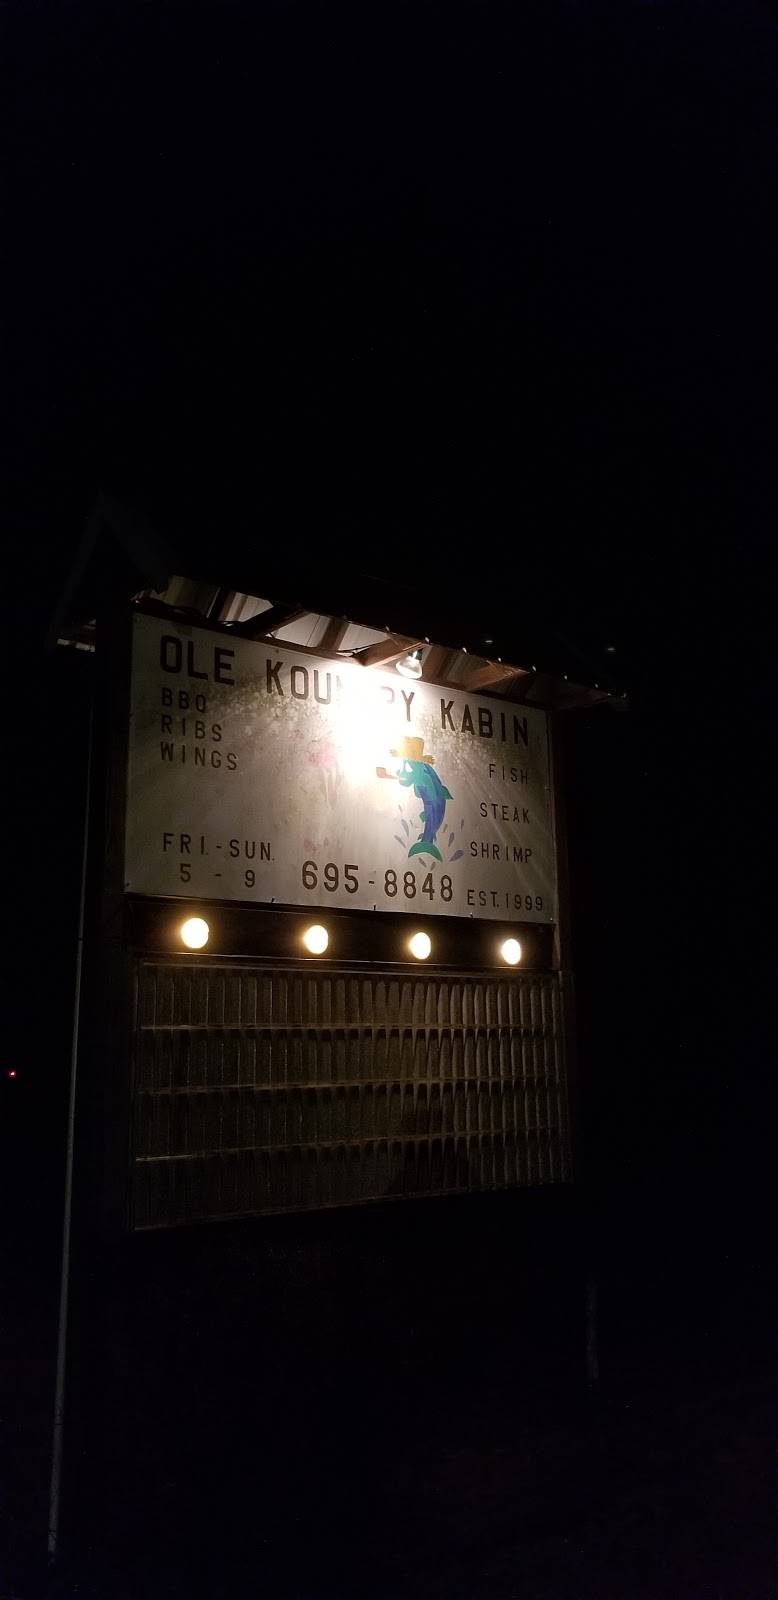 OLE KOUNTRY KABIN
BBQ
RIBS
WINGS
FISH
STEAK
SHRIMP
FRI.-SUN.
5 - 9
695-8848
EST. 1999